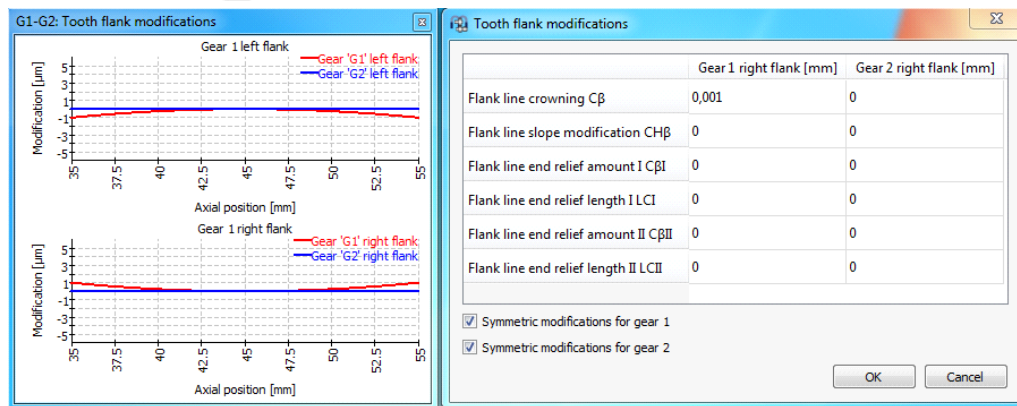 G1-G2: Tooth flank modifications
Gear 1 left flank
Gear 'G1' left flank
Gear 'G2' left flank
Modification [µm]
5
3
1
-1
-3
-5
35 37.5 40 42.5 45 47.5 50 52.5 55
Axial position [mm]
Gear 1 right flank
Gear 'G1' right flank
Gear 'G2' right flank
Modification [µm]
5
3
1
-1
-3
-5
35 37.5 40 42.5 45 47.5 50 52.5 55
Axial position [mm]
Tooth flank modifications
Gear 1 right flank [mm] Gear 2 right flank [mm]
Flank line crowning Cβ 0,001 0
Flank line slope modification CHβ 0 0
Flank line end relief amount I CβI 0 0
Flank line end relief length I LCI 0 0
Flank line end relief amount II CβII 0 0
Flank line end relief length II LCII 0 0
Symmetric modifications for gear 1
Symmetric modifications for gear 2
OK Cancel